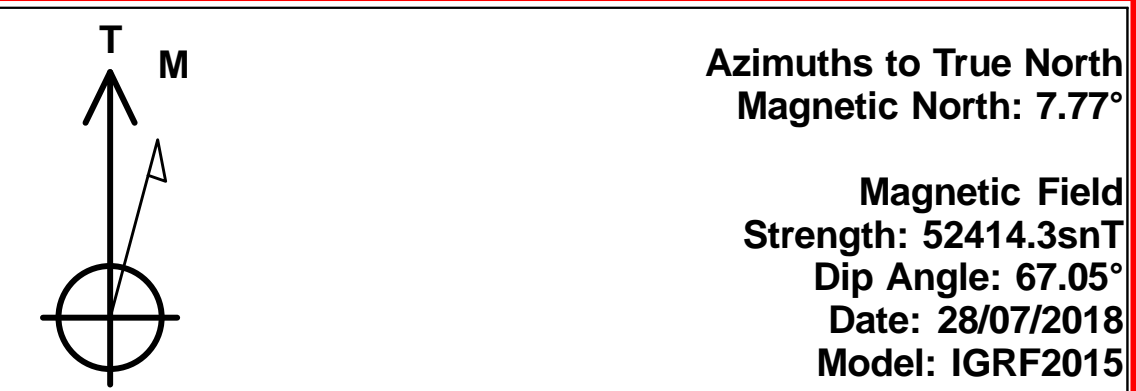 T
M
Azimuths to True North
Magnetic North: 7.77°
Magnetic Field
Strength: 52414.3snT
Dip Angle: 67.05°
Date: 28/07/2018
Model: IGRF2015